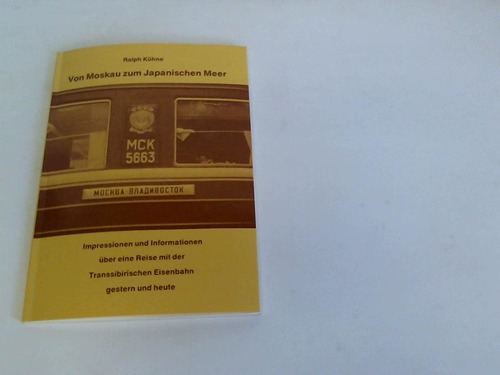 Ralph Kühne
Von Moskau zum Japanischen Meer
МСК
5663
МОСКВА-ВЛАДИВОСТОК
Impressionen und Informationen
über eine Reise mit der
Transsibirischen Eisenbahn
gestern und heute